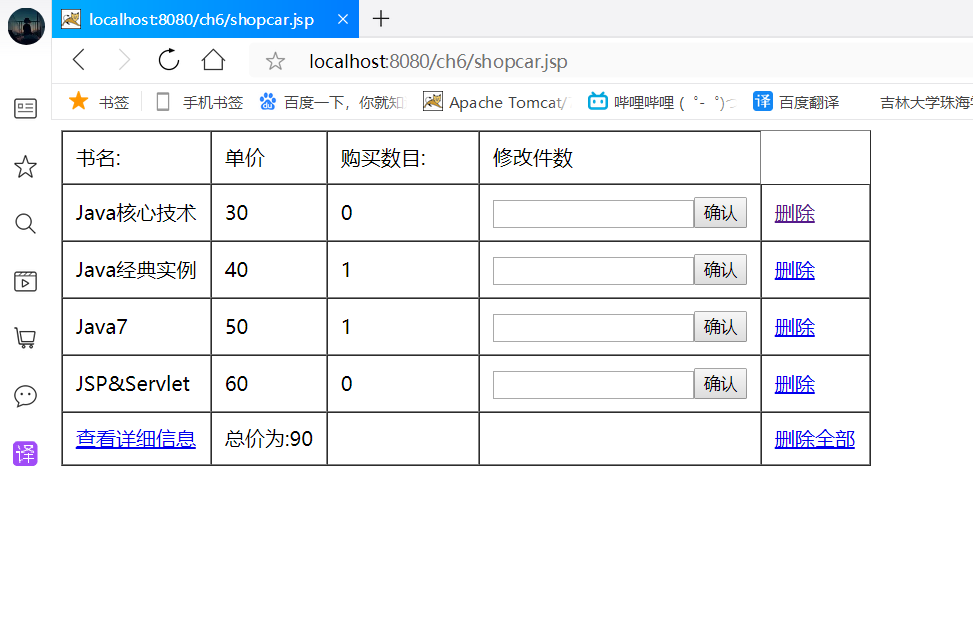 localhost:8080/ch6/shopcar.jsp
localhost:8080/ch6/shopcar.jsp
书签 手机书签 百度一下，你就知 Apache Tomcat/ 哔哩哔哩 ( ゜- ゜)つ 译 百度翻译 吉林大学珠海学
书名: 单价 购买数目: 修改件数
Java核心技术 30 0 确认 删除
Java经典实例 40 1 确认 删除
Java7 50 1 确认 删除
JSP&Servlet 60 0 确认 删除
查看详细信息 总价为:90 删除全部
译